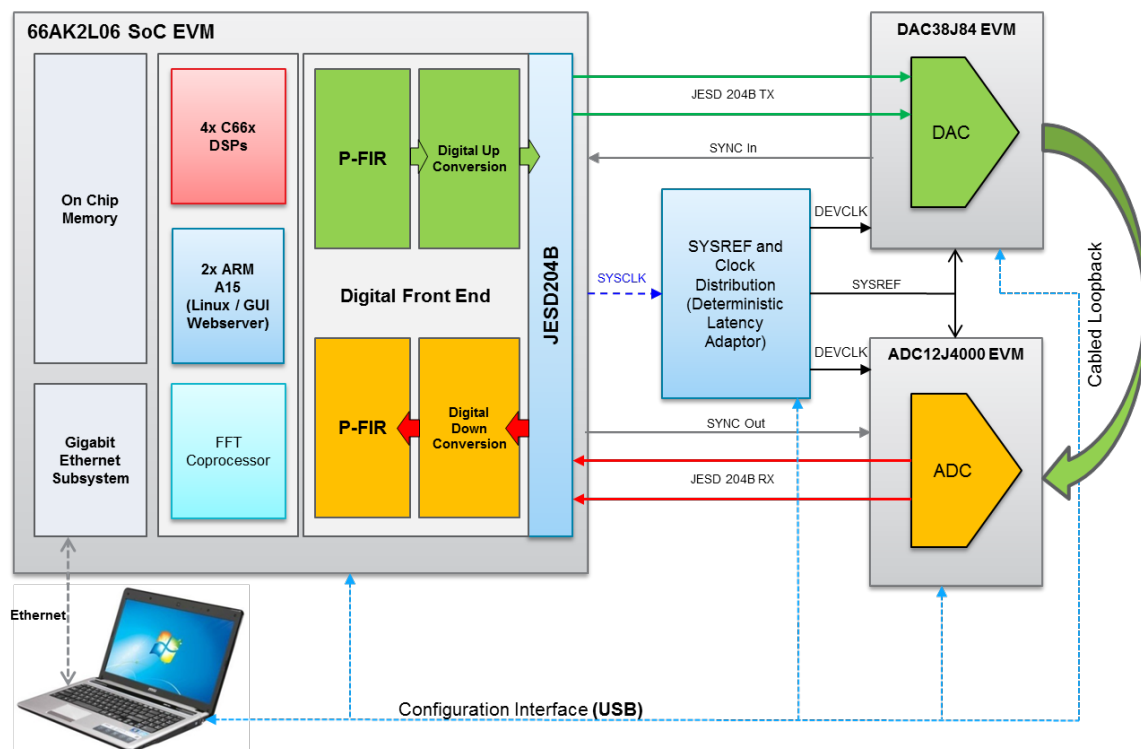 66AK2L06 SoC EVM
On Chip
Memory
Gigabit
Ethernet
Subsystem
4x C66x
DSPs
2x ARM
A15
(Linux / GUI
Webserver)
FFT
Coprocessor
P-FIR
Digital Up
Conversion
Digital Front End
P-FIR
Digital
Down
Conversion
JESD204B
JESD 204B TX
SYNC In
SYSCLK
SYSREF and
Clock
Distribution
(Deterministic
Latency
Adaptor)
DEVCLK
SYSREF
DEVCLK
SYNC Out
JESD 204B RX
DAC38J84 EVM
DAC
ADC12J4000 EVM
ADC
Cabled Loopback
Ethernet
Configuration Interface (USB)